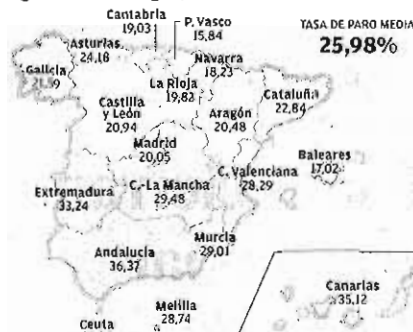 Cantabria
19,03
P. Vasco
15,84
TASA DE PARO MEDIA
25,98%
Asturias
24,18
Navarra
18,23
Galicia
La Rioja
19,82
Cataluña
22,84
Castilla
y León
20,94
Aragón
20,48
Madrid
20,05
Baleares
17,02
Extremadura
33,24
C.-La Mancha
29,48
C. Valenciana
28,29
Andalucía
36,37
Murcia
29,01
Canarias
35,12
Melilla
28,74
Ceuta